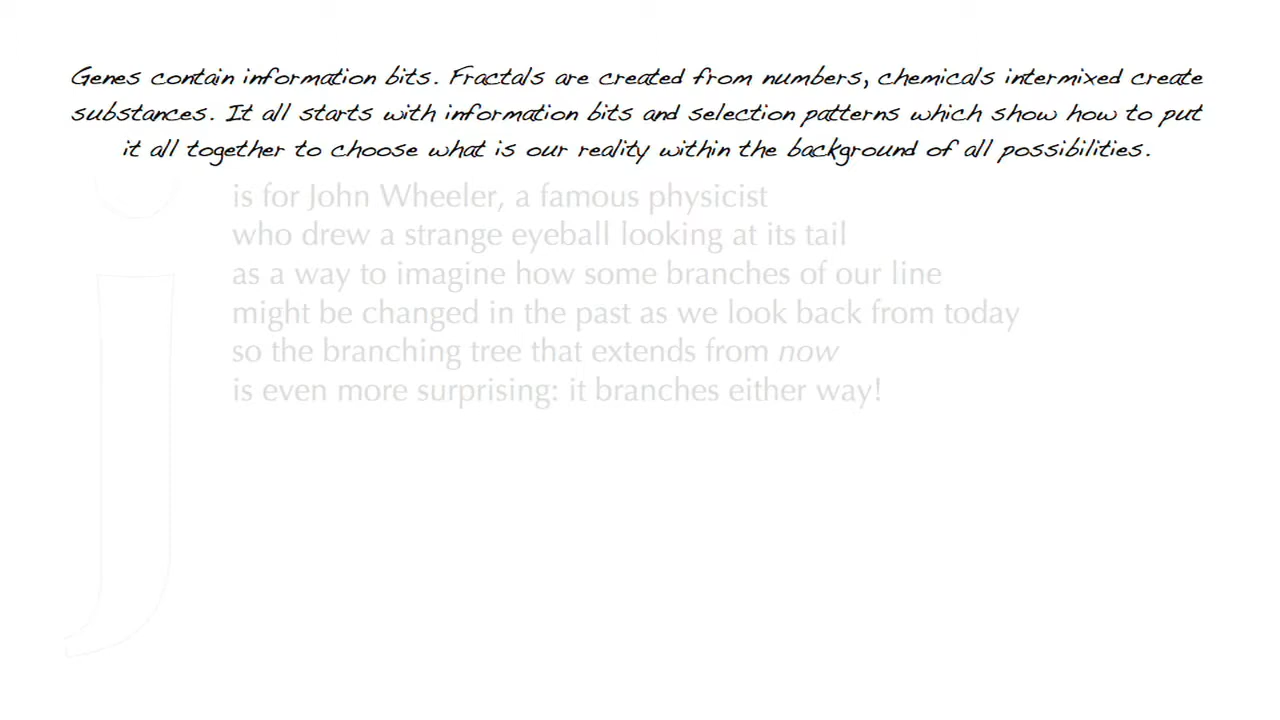 Genes contain information bits. Fractals are created from numbers, chemicals intermixed create
substances. It all starts with information bits and selection patterns which show how to put
it all together to choose what is our reality within the background of all possibilities.
j
is for John Wheeler, a famous physicist
who drew a strange eyeball looking at its tail
as a way to imagine how some branches of our line
might be changed in the past as we look back from today
so the branching tree that extends from now
is even more surprising: it branches either way!